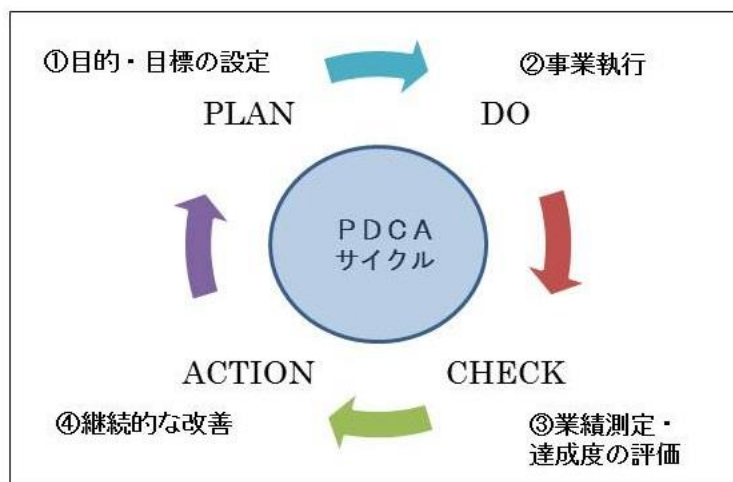 ①目的・目標の設定
PLAN
②事業執行
DO
ＰＤＣＡ
サイクル
ACTION
④継続的な改善
CHECK
③業績測定・
達成度の評価